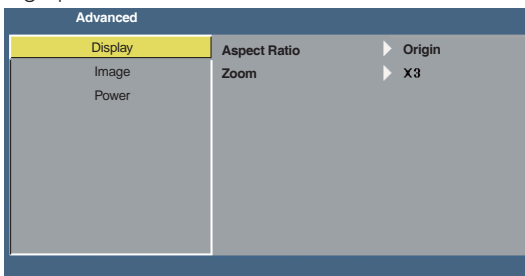 Advanced
Display
Image
Power
Aspect Ratio Origin
Zoom X3